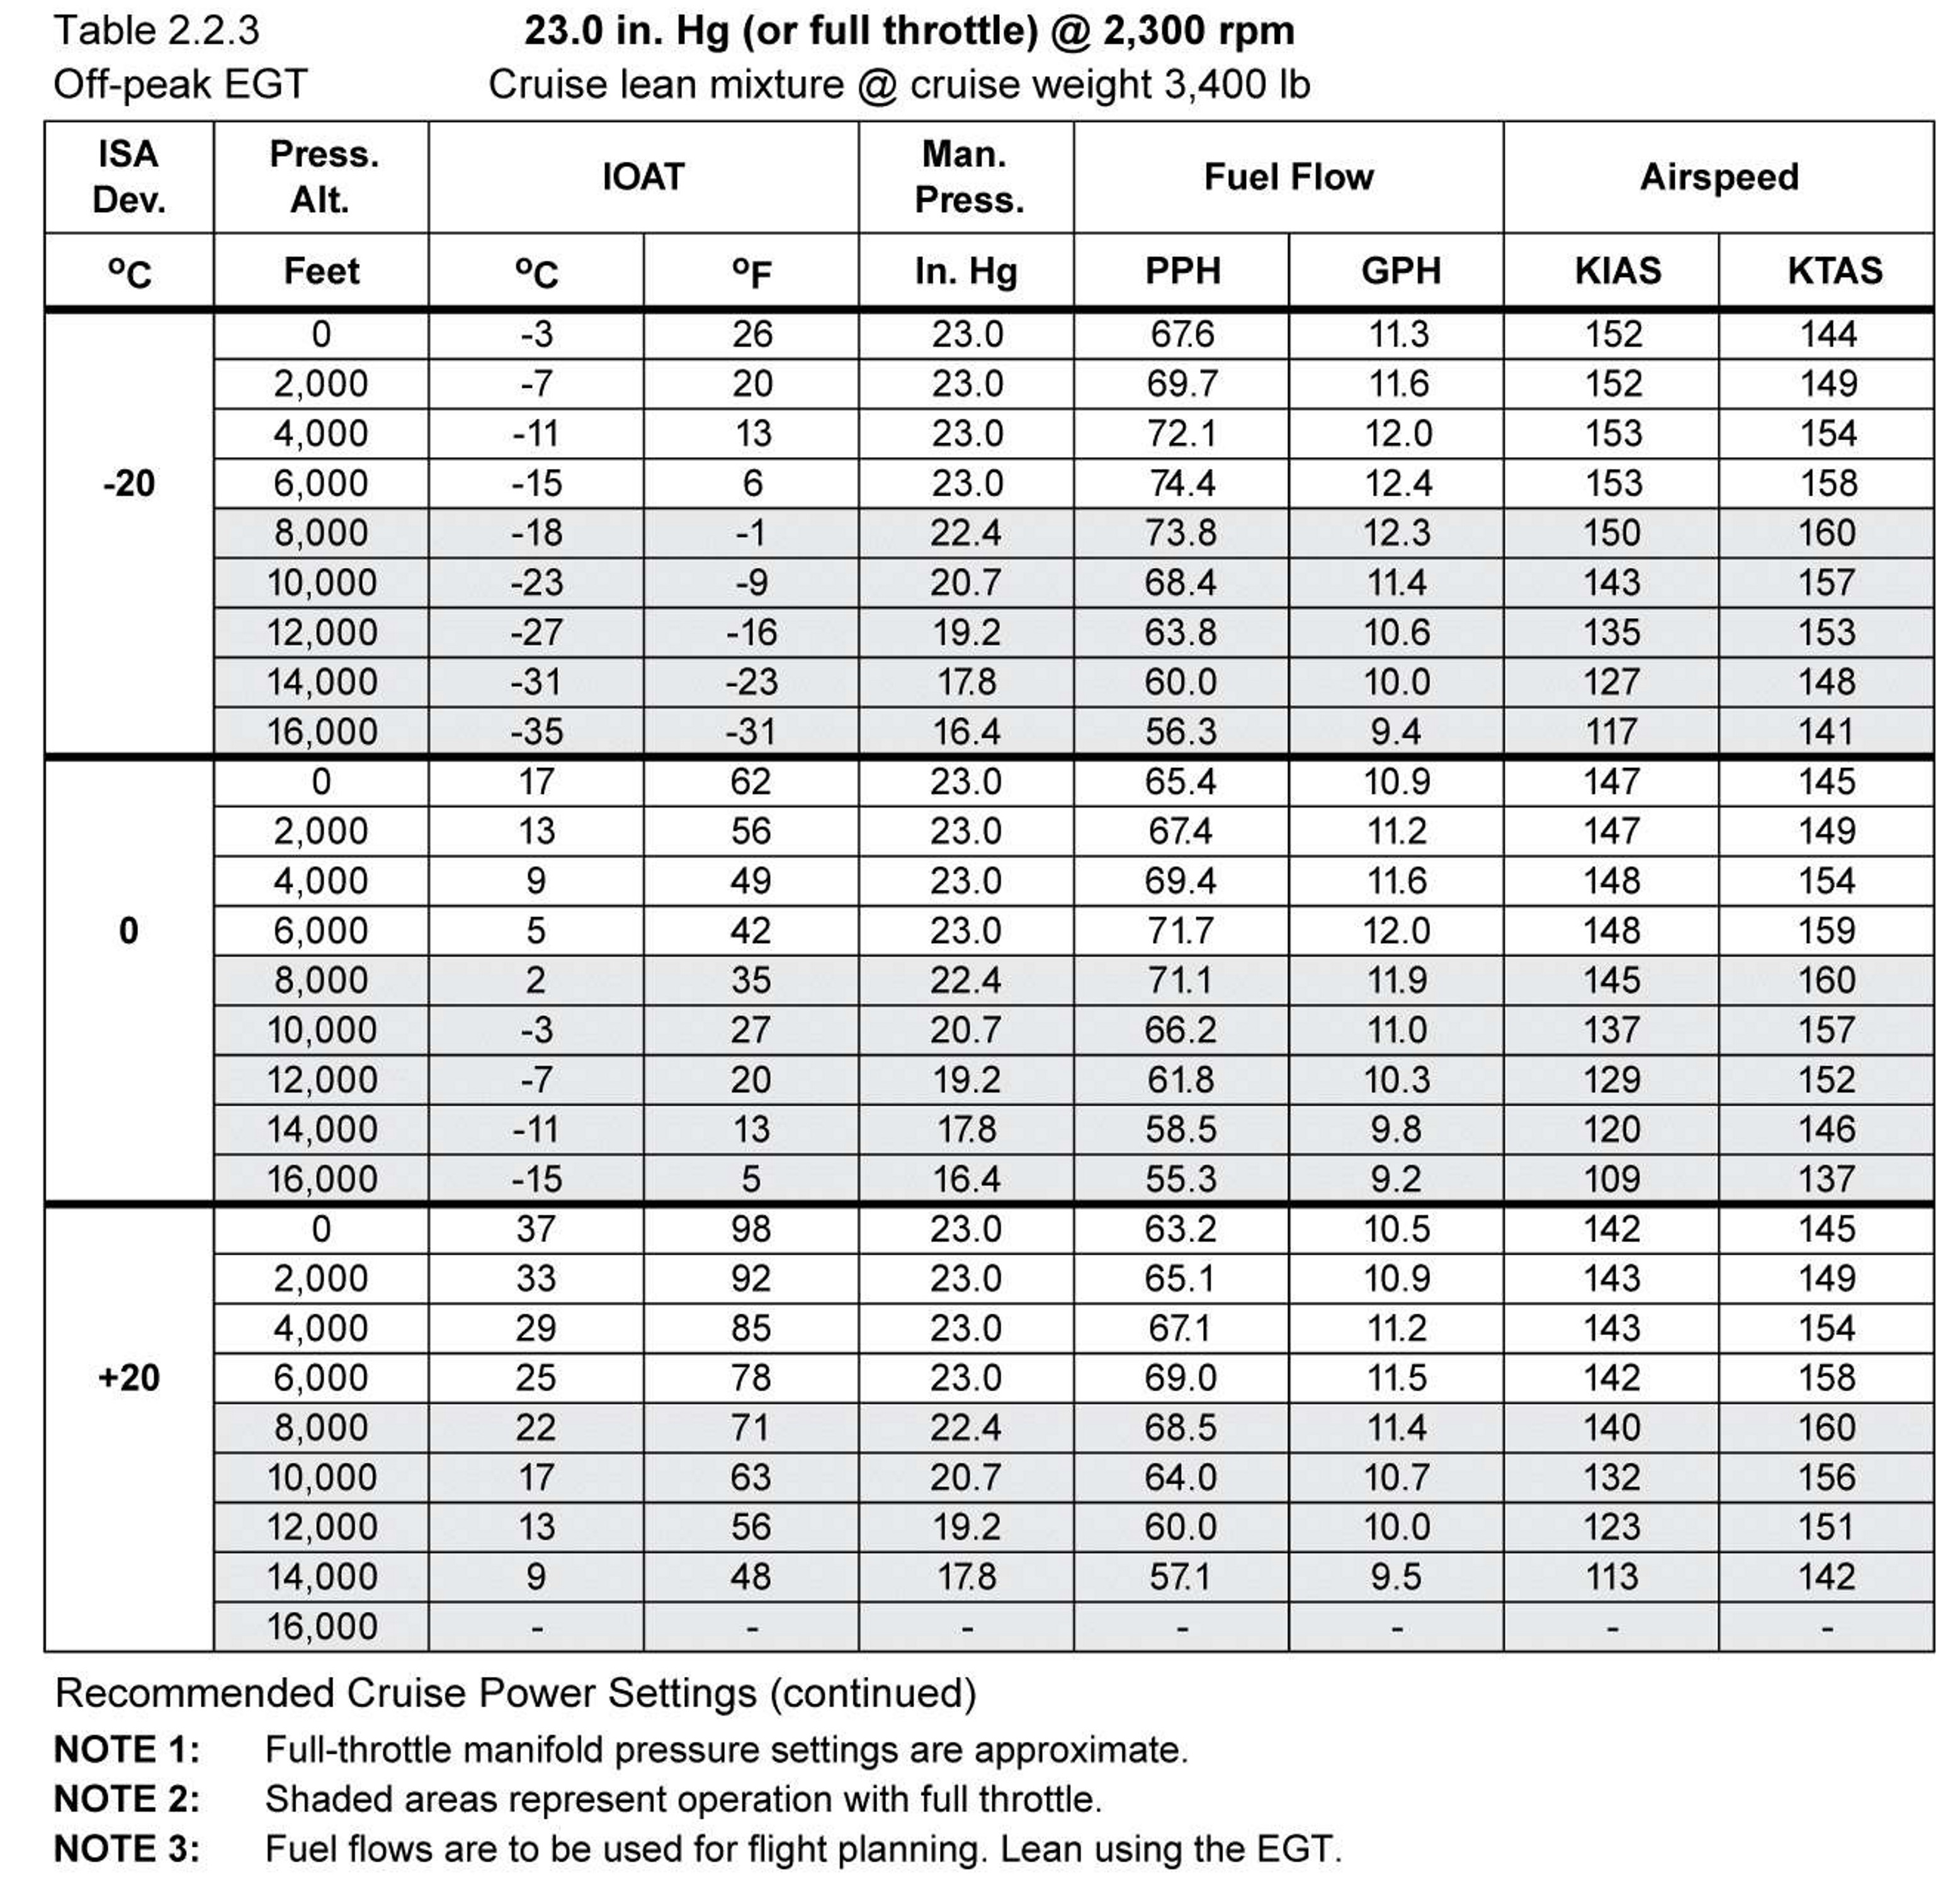 Table 2.2.3 23.0 in. Hg (or full throttle) @ 2,300 rpm
Off-peak EGT Cruise lean mixture @ cruise weight 3,400 lb
ISA Dev. Press. Alt. IOAT Man. Press. Fuel Flow Airspeed
ºC Feet ºC ºF In. Hg PPH GPH KIAS KTAS
0 -3 26 23.0 67.6 11.3 152 144
2,000 -7 20 23.0 69.7 11.6 152 149
4,000 -11 13 23.0 72.1 12.0 153 154
-20 6,000 -15 6 23.0 74.4 12.4 153 158
8,000 -18 -1 22.4 73.8 12.3 150 160
10,000 -23 -9 20.7 68.4 11.4 143 157
12,000 -27 -16 19.2 63.8 10.6 135 153
14,000 -31 -23 17.8 60.0 10.0 127 148
16,000 -35 -31 16.4 56.3 9.4 117 141
0 17 62 23.0 65.4 10.9 147 145
2,000 13 56 23.0 67.4 11.2 147 149
4,000 9 49 23.0 69.4 11.6 148 154
0 6,000 5 42 23.0 71.7 12.0 148 159
8,000 2 35 22.4 71.1 11.9 145 160
10,000 -3 27 20.7 66.2 11.0 137 157
12,000 -7 20 19.2 61.8 10.3 129 152
14,000 -11 13 17.8 58.5 9.8 120 146
16,000 -15 5 16.4 55.3 9.2 109 137
0 37 98 23.0 63.2 10.5 142 145
2,000 33 92 23.0 65.1 10.9 143 149
4,000 29 85 23.0 67.1 11.2 143 154
+20 6,000 25 78 23.0 69.0 11.5 142 158
8,000 22 71 22.4 68.5 11.4 140 160
10,000 17 63 20.7 64.0 10.7 132 156
12,000 13 56 19.2 60.0 10.0 123 151
14,000 9 48 17.8 57.1 9.5 113 142
16,000 - - - - - - -
Recommended Cruise Power Settings (continued)
NOTE 1: Full-throttle manifold pressure settings are approximate.
NOTE 2: Shaded areas represent operation with full throttle.
NOTE 3: Fuel flows are to be used for flight planning. Lean using the EGT.